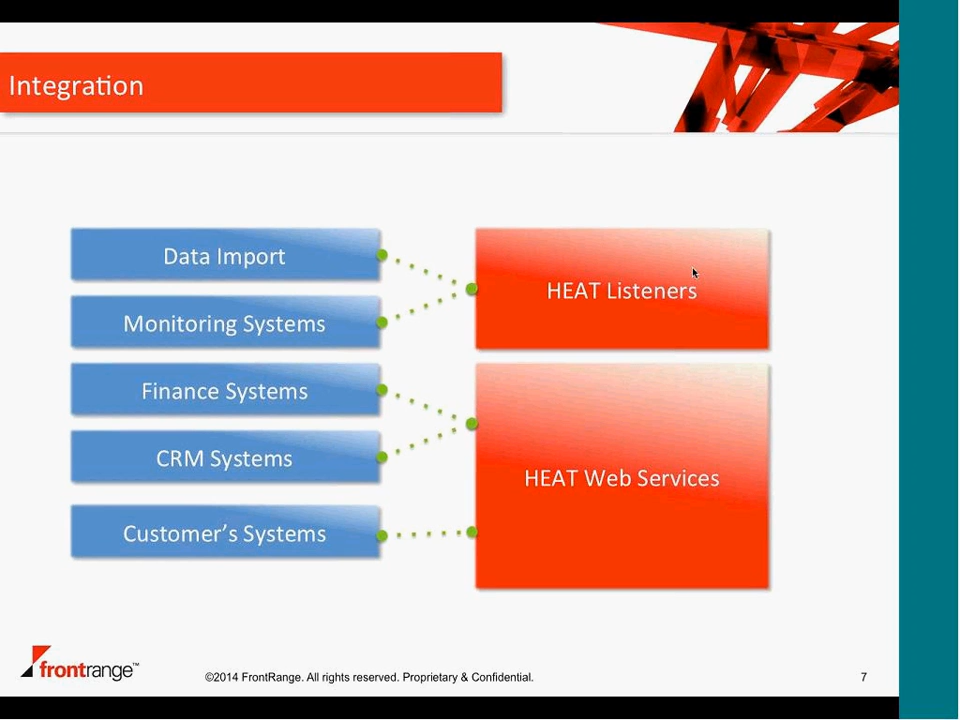 Integration
Data Import
Monitoring Systems
Finance Systems
CRM Systems
Customer’s Systems
HEAT Listeners
HEAT Web Services
frontrange™
©2014 FrontRange. All rights reserved. Proprietary & Confidential.
7